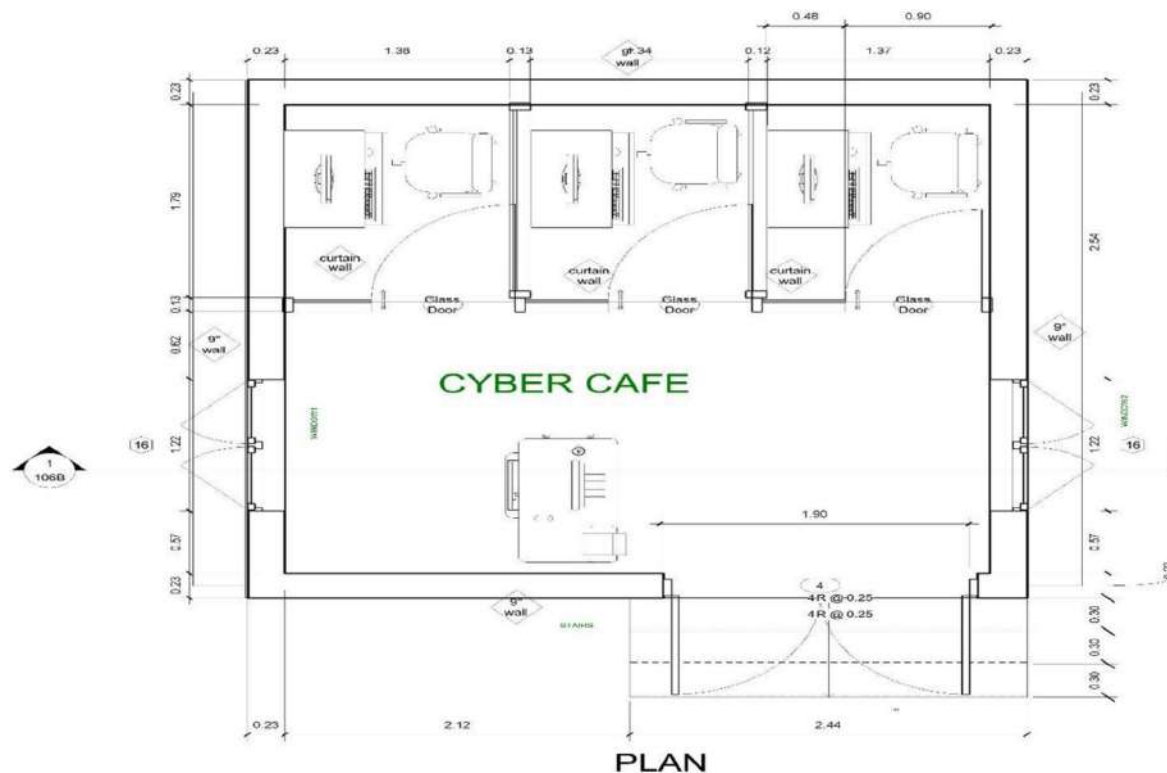 0.48 0.90
0.23 1.38 0.13 1.34 0.12 1.37 0.23
9"
wall
0.23 0.23
1.79 2.54
curtain
wall
curtain
wall
curtain
wall
Glass
Door
Glass
Door
Glass
Door
0.13
0.62
9"
wall
9"
wall
CYBER CAFE
16
1.22
1.22
16
1
106B
1.90
0.57
0.57
0.23
4
4R @ 0.25
4R @ 0.25
9"
wall
STAIRS
0.30
0.30
0.30
0.23 2.12 2.44
PLAN